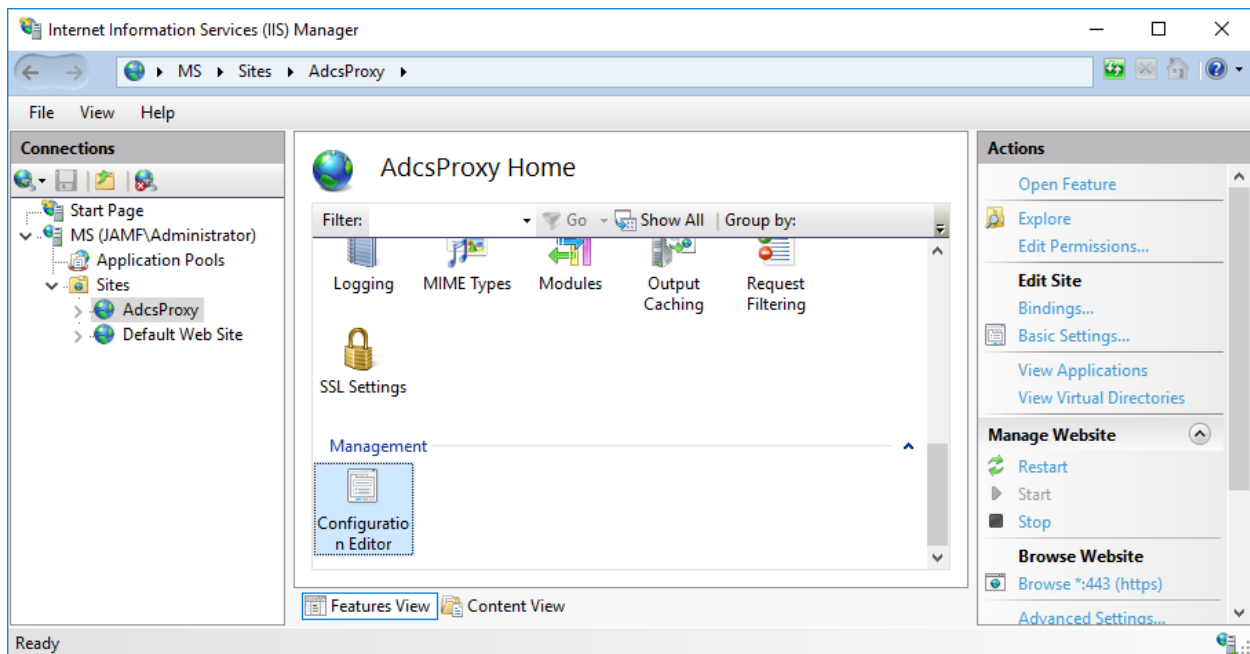 Internet Information Services (IIS) Manager
MS Sites AdcsProxy
File View Help
Connections
Start Page
MS (JAMF\Administrator)
Application Pools
Sites
AdcsProxy
Default Web Site
AdcsProxy Home
Filter: Go Show All Group by:
Logging MIME Types Modules Output Caching Request Filtering
SSL Settings
Management
Configuratio
n Editor
Features View Content View
Actions
Open Feature
Explore
Edit Permissions...
Edit Site
Bindings...
Basic Settings...
View Applications
View Virtual Directories
Manage Website
Restart
Start
Stop
Browse Website
Browse *:443 (https)
Advanced Settings...
Ready